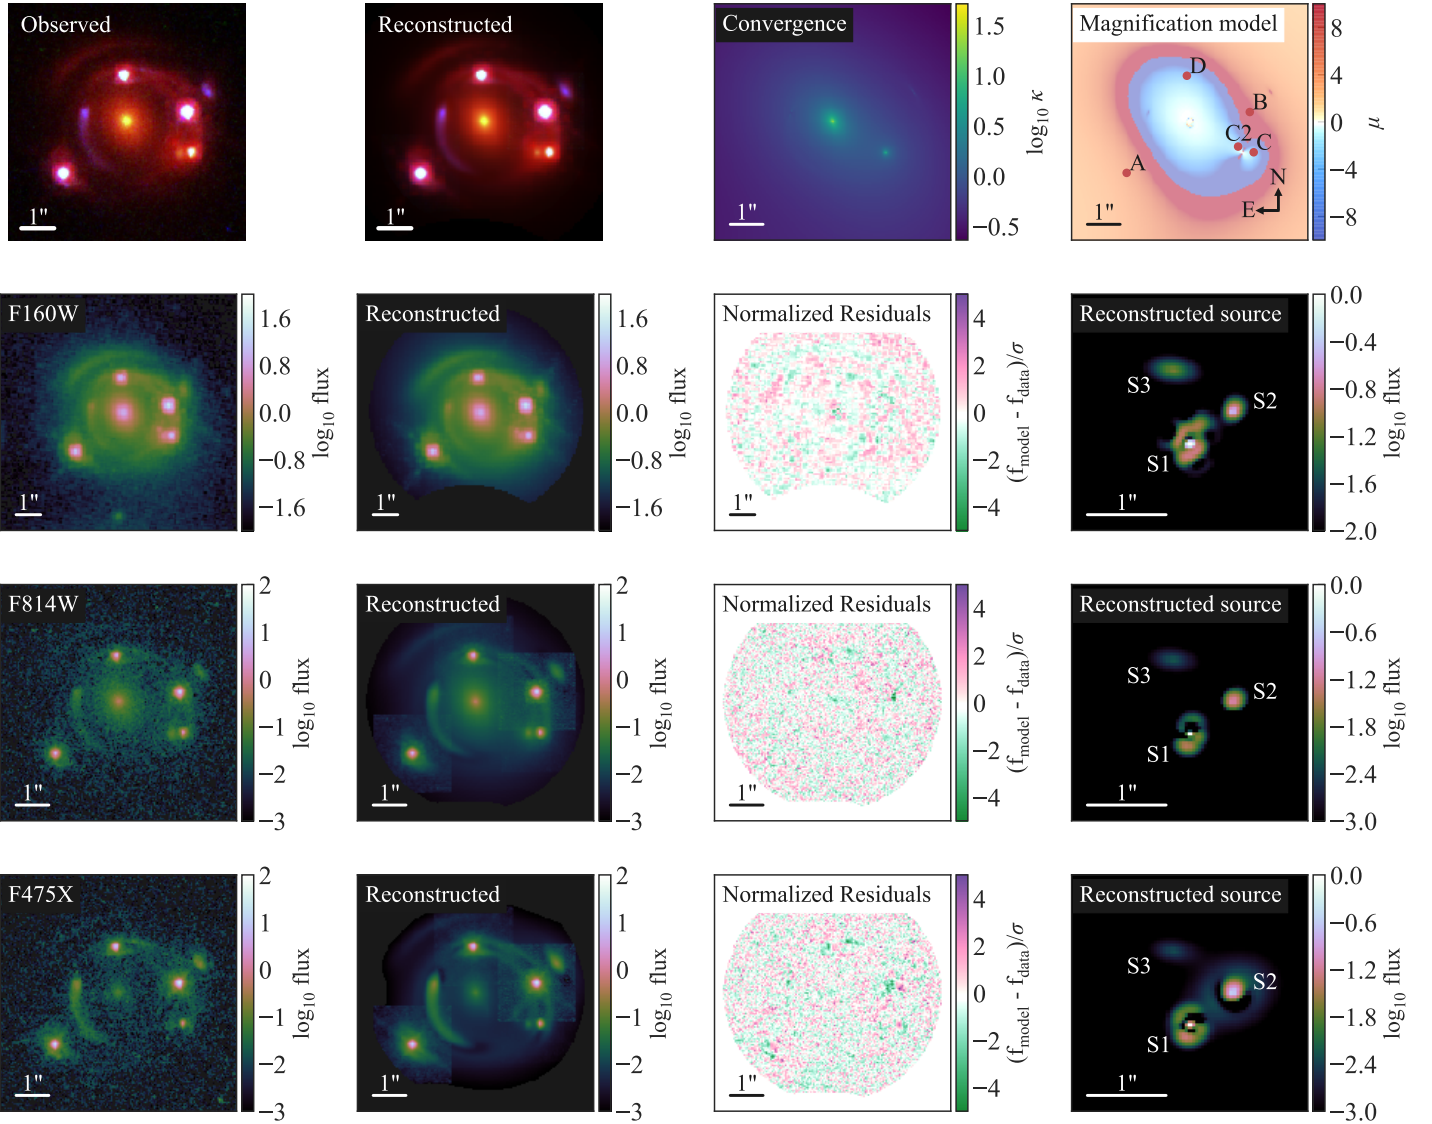 Observed
1"
Reconstructed
1"
Convergence
1"
1.5
1.0
0.5
0.0
−0.5
log10 κ
Magnification model
D
B
C2
C
A
N
E
1"
8
4
0
−4
−8
μ
F160W
1"
1.6
0.8
0.0
−0.8
−1.6
log10 flux
Reconstructed
1"
1.6
0.8
0.0
−0.8
−1.6
log10 flux
Normalized Residuals
1"
4
2
0
−2
−4
(fmodel - fdata)/σ
Reconstructed source
S3
S2
S1
1"
0.0
−0.4
−0.8
−1.2
−1.6
−2.0
log10 flux
F814W
1"
2
1
0
−1
−2
−3
log10 flux
Reconstructed
1"
2
1
0
−1
−2
−3
log10 flux
Normalized Residuals
1"
4
2
0
−2
−4
(fmodel - fdata)/σ
Reconstructed source
S3
S2
S1
1"
0.0
−0.6
−1.2
−1.8
−2.4
−3.0
log10 flux
F475X
1"
2
1
0
−1
−2
−3
log10 flux
Reconstructed
1"
2
1
0
−1
−2
−3
log10 flux
Normalized Residuals
1"
4
2
0
−2
−4
(fmodel - fdata)/σ
Reconstructed source
S3
S2
S1
1"
0.0
−0.6
−1.2
−1.8
−2.4
−3.0
log10 flux